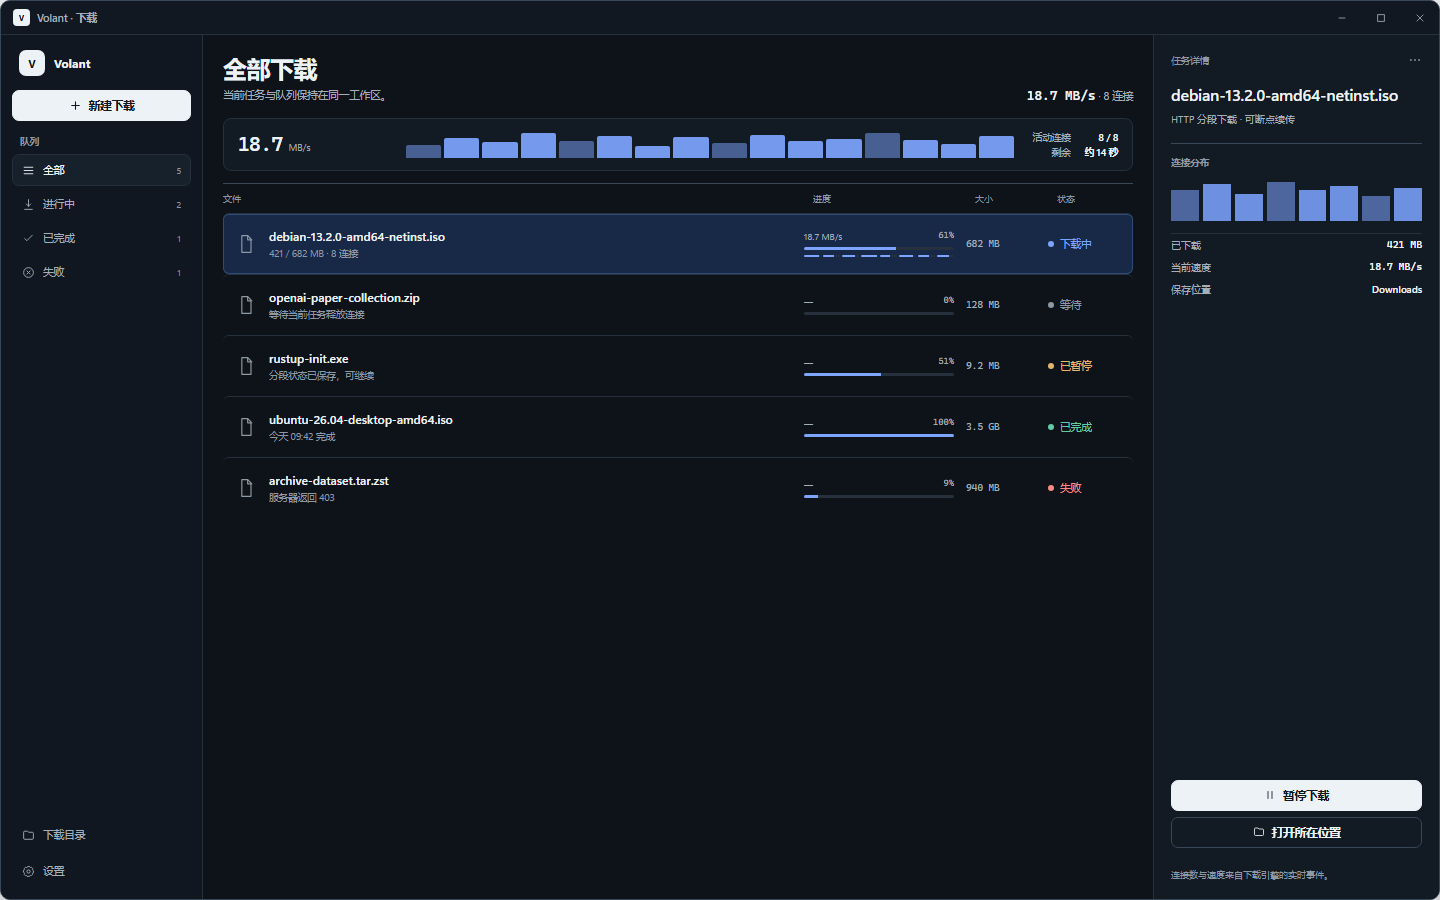 V Volant · 下载
V Volant
+ 新建下载
队列
全部 5
进行中 2
已完成 1
失败 1
下载目录
设置
全部下载
当前任务与队列保持在同一工作区。
18.7 MB/s · 8 连接
18.7 MB/s
活动连接 8 / 8
剩余 约 14 秒
文件 进度 大小 状态
debian-13.2.0-amd64-netinst.iso
421 / 682 MB · 8 连接
18.7 MB/s 61%
682 MB
下载中
openai-paper-collection.zip
等待当前任务释放连接
— 0%
128 MB
等待
rustup-init.exe
分段状态已保存，可继续
— 51%
9.2 MB
已暂停
ubuntu-26.04-desktop-amd64.iso
今天 09:42 完成
— 100%
3.5 GB
已完成
archive-dataset.tar.zst
服务器返回 403
— 9%
940 MB
失败
任务详情 ···
debian-13.2.0-amd64-netinst.iso
HTTP 分段下载 · 可断点续传
连接分布
已下载 421 MB
当前速度 18.7 MB/s
保存位置 Downloads
暂停下载
打开所在位置
连接数与速度来自下载引擎的实时事件。